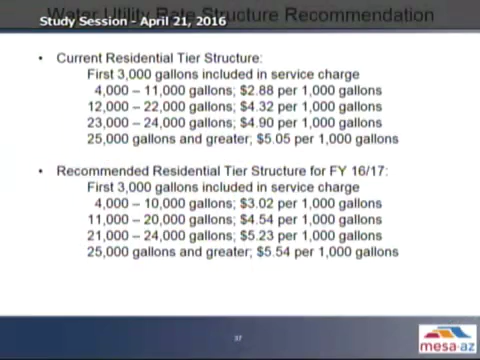 Water Utility Rate Structure Recommendation
Study Session - April 21, 2016
• Current Residential Tier Structure:
First 3,000 gallons included in service charge
4,000 – 11,000 gallons; $2.88 per 1,000 gallons
12,000 – 22,000 gallons; $4.32 per 1,000 gallons
23,000 – 24,000 gallons; $4.90 per 1,000 gallons
25,000 gallons and greater; $5.05 per 1,000 gallons
• Recommended Residential Tier Structure for FY 16/17:
First 3,000 gallons included in service charge
4,000 – 10,000 gallons; $3.02 per 1,000 gallons
11,000 – 20,000 gallons; $4.54 per 1,000 gallons
21,000 – 24,000 gallons; $5.23 per 1,000 gallons
25,000 gallons and greater; $5.54 per 1,000 gallons
37
mesa·az